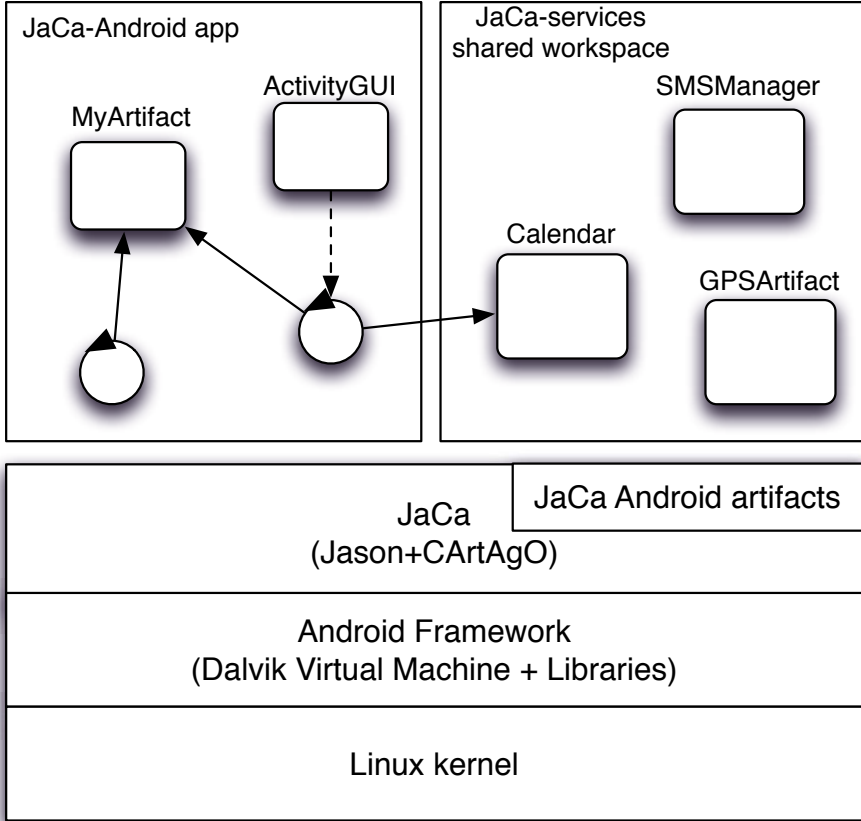 JaCa-Android app
ActivityGUI
MyArtifact
JaCa-services
shared workspace
SMSManager
Calendar
GPSArtifact
JaCa Android artifacts
JaCa
(Jason+CArtAgO)
Android Framework
(Dalvik Virtual Machine + Libraries)
Linux kernel